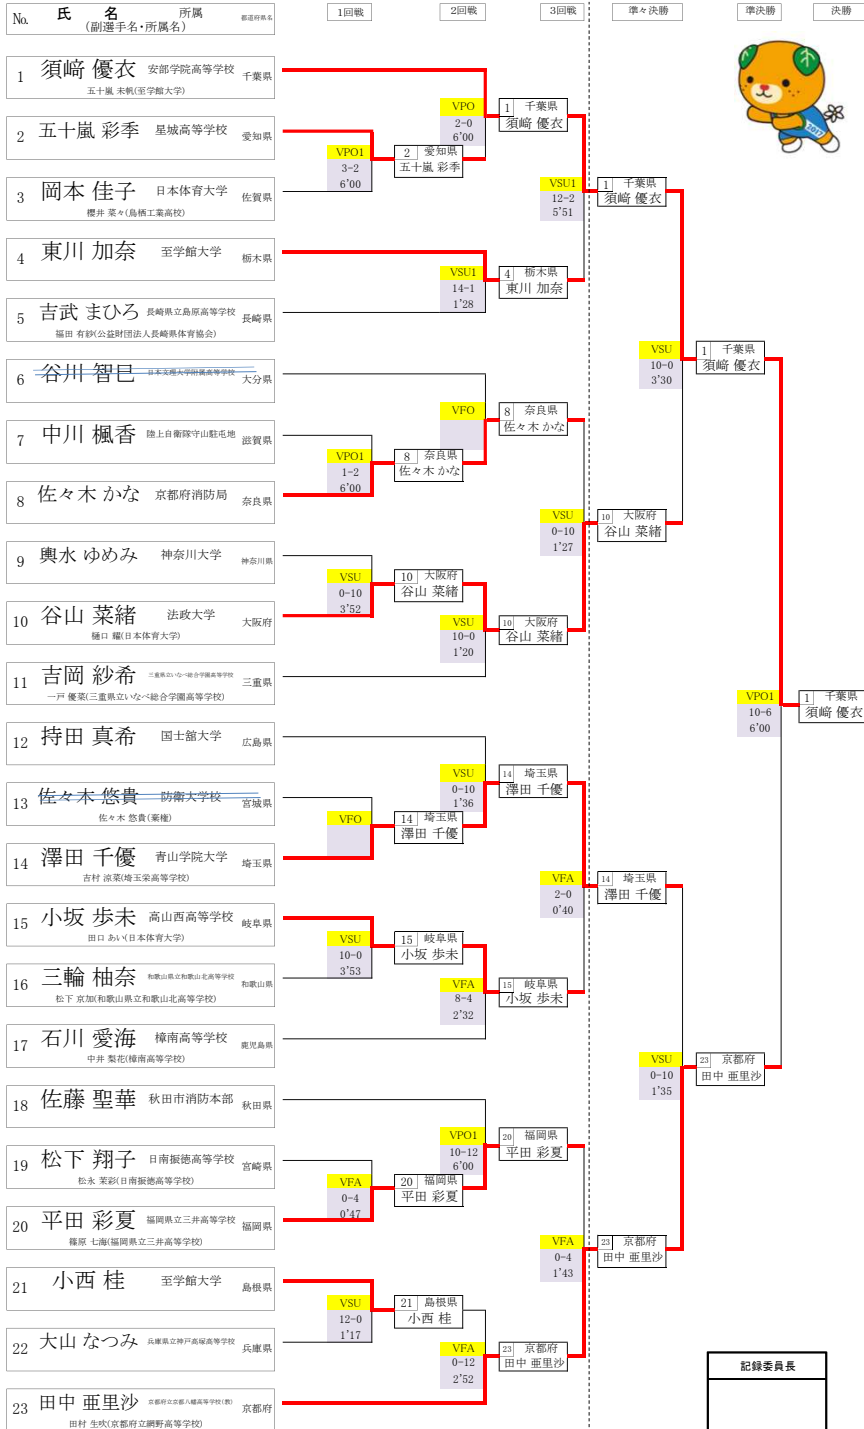 No. 氏 名 所属 都道府県名 1回戦 2回戦 3回戦 準々決勝 準決勝 決勝
(副選手名・所属名)
1 須﨑 優衣 安部学院高等学校 千葉県
五十嵐 未帆(至学館大学)
2 五十嵐 彩季 星城高等学校 愛知県
3 岡本 佳子 日本体育大学 佐賀県
櫻井 菜々(鳥栖工業高校)
4 東川 加奈 至学館大学 栃木県
5 吉武 まひろ 長崎県立島原高等学校 長崎県
福田 有紗(公益財団法人長崎県体育協会)
6 谷川 智巳 日本文理大学附属高等学校 大分県
7 中川 楓香 陸上自衛隊守山駐屯地 滋賀県
8 佐々木 かな 京都府消防局 奈良県
9 輿水 ゆめみ 神奈川大学 神奈川県
10 谷山 菜緒 法政大学 大阪府
樋口 耀(日本体育大学)
11 吉岡 紗希 三重県立いなべ総合学園高等学校 三重県
一戸 優菜(三重県立いなべ総合学園高等学校)
12 持田 真希 国士舘大学 広島県
13 佐々木 悠貴 防衛大学校 宮城県
佐々木 悠貴(棄権)
14 澤田 千優 青山学院大学 埼玉県
吉村 涼菜(埼玉栄高等学校)
15 小坂 歩未 高山西高等学校 岐阜県
田口 あい(日本体育大学)
16 三輪 柚奈 和歌山県立和歌山北高等学校 和歌山県
松下 京加(和歌山県立和歌山北高等学校)
17 石川 愛海 樟南高等学校 鹿児島県
中井 梨花(樟南高等学校)
18 佐藤 聖華 秋田市消防本部 秋田県
19 松下 翔子 日南振徳高等学校 宮崎県
松永 茉彩(日南振徳高等学校)
20 平田 彩夏 福岡県立三井高等学校 福岡県
篠原 七海(福岡県立三井高等学校)
21 小西 桂 至学館大学 島根県
22 大山 なつみ 兵庫県立神戸高塚高等学校 兵庫県
23 田中 亜里沙 京都府立京都八幡高等学校(教) 京都府
田村 生吹(京都府立網野高等学校)
VPO1
3-2
6'00
2 愛知県
五十嵐 彩季
VPO1
1-2
6'00
8 奈良県
佐々木 かな
VSU
0-10
3'52
10 大阪府
谷山 菜緒
VFO
14 埼玉県
澤田 千優
VSU
10-0
3'53
15 岐阜県
小坂 歩未
VFA
0-4
0'47
20 福岡県
平田 彩夏
VSU
12-0
1'17
21 島根県
小西 桂
VPO
2-0
6'00
1 千葉県
須﨑 優衣
VSU1
14-1
1'28
4 栃木県
東川 加奈
VFO
8 奈良県
佐々木 かな
VSU
10-0
1'20
10 大阪府
谷山 菜緒
VSU
0-10
1'36
14 埼玉県
澤田 千優
VFA
8-4
2'32
15 岐阜県
小坂 歩未
VPO1
10-12
6'00
20 福岡県
平田 彩夏
VFA
0-12
2'52
23 京都府
田中 亜里沙
VSU1
12-2
5'51
1 千葉県
須﨑 優衣
VSU
0-10
1'27
10 大阪府
谷山 菜緒
VFA
2-0
0'40
14 埼玉県
澤田 千優
VFA
0-4
1'43
23 京都府
田中 亜里沙
VSU
10-0
3'30
1 千葉県
須﨑 優衣
VSU
0-10
1'35
23 京都府
田中 亜里沙
VPO1
10-6
6'00
1 千葉県
須﨑 優衣
2017
記録委員長